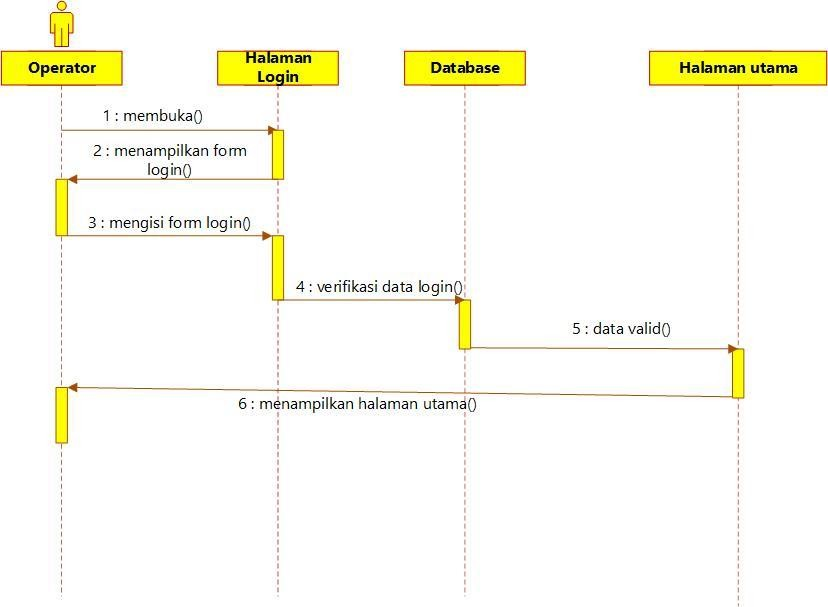 Operator
Halaman
Login
Database
Halaman utama
1 : membuka()
2 : menampilkan form
login()
3 : mengisi form login()
4 : verifikasi data login()
5 : data valid()
6 : menampilkan halaman utama()